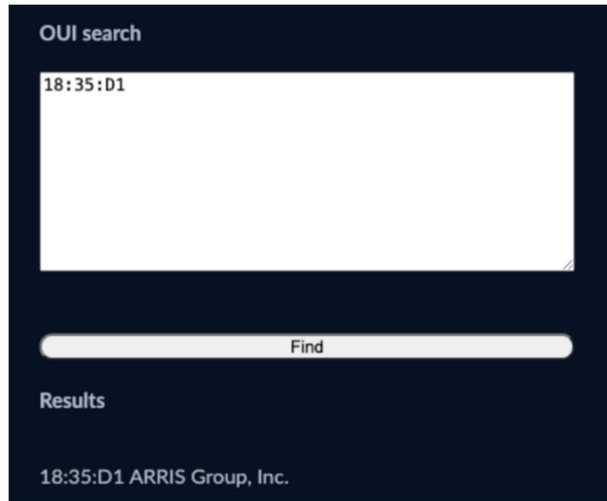 OUI search
18:35:D1
Find
Results
18:35:D1 ARRIS Group, Inc.